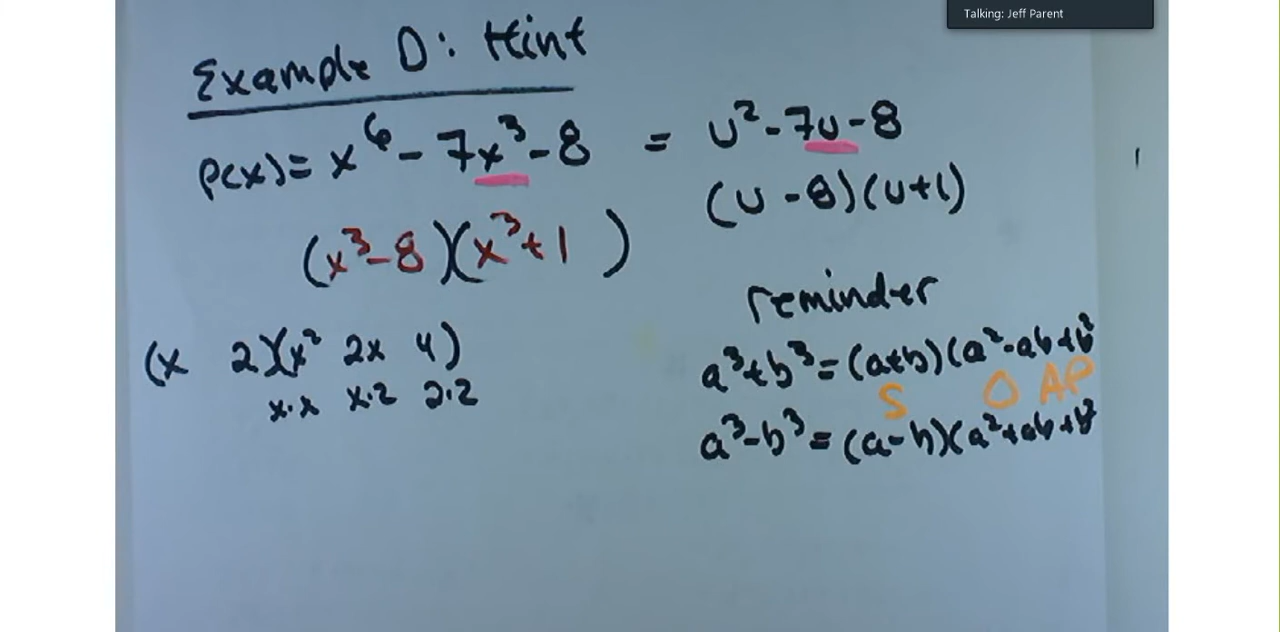 Talking: Jeff Parent
Example D: Hint
P(x) = x⁶ - 7x³ - 8 = u² - 7u - 8
(u - 8)(u + 1)
(x³ - 8)(x³ + 1 )
reminder
(x 2)(x² 2x 4)
x·x x·2 2·2
a³ + b³ = (a + b)(a² - ab + b²
S O AP
a³ - b³ = (a - b)(a² + ab + b²